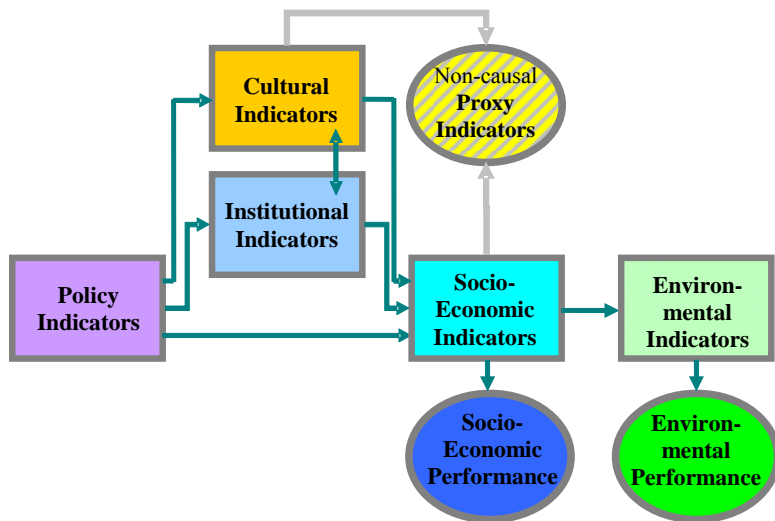 Cultural
Indicators
Non-causal
Proxy
Indicators
Institutional
Indicators
Policy
Indicators
Socio-
Economic
Indicators
Environ-
mental
Indicators
Socio-
Economic
Performance
Environ-
mental
Performance